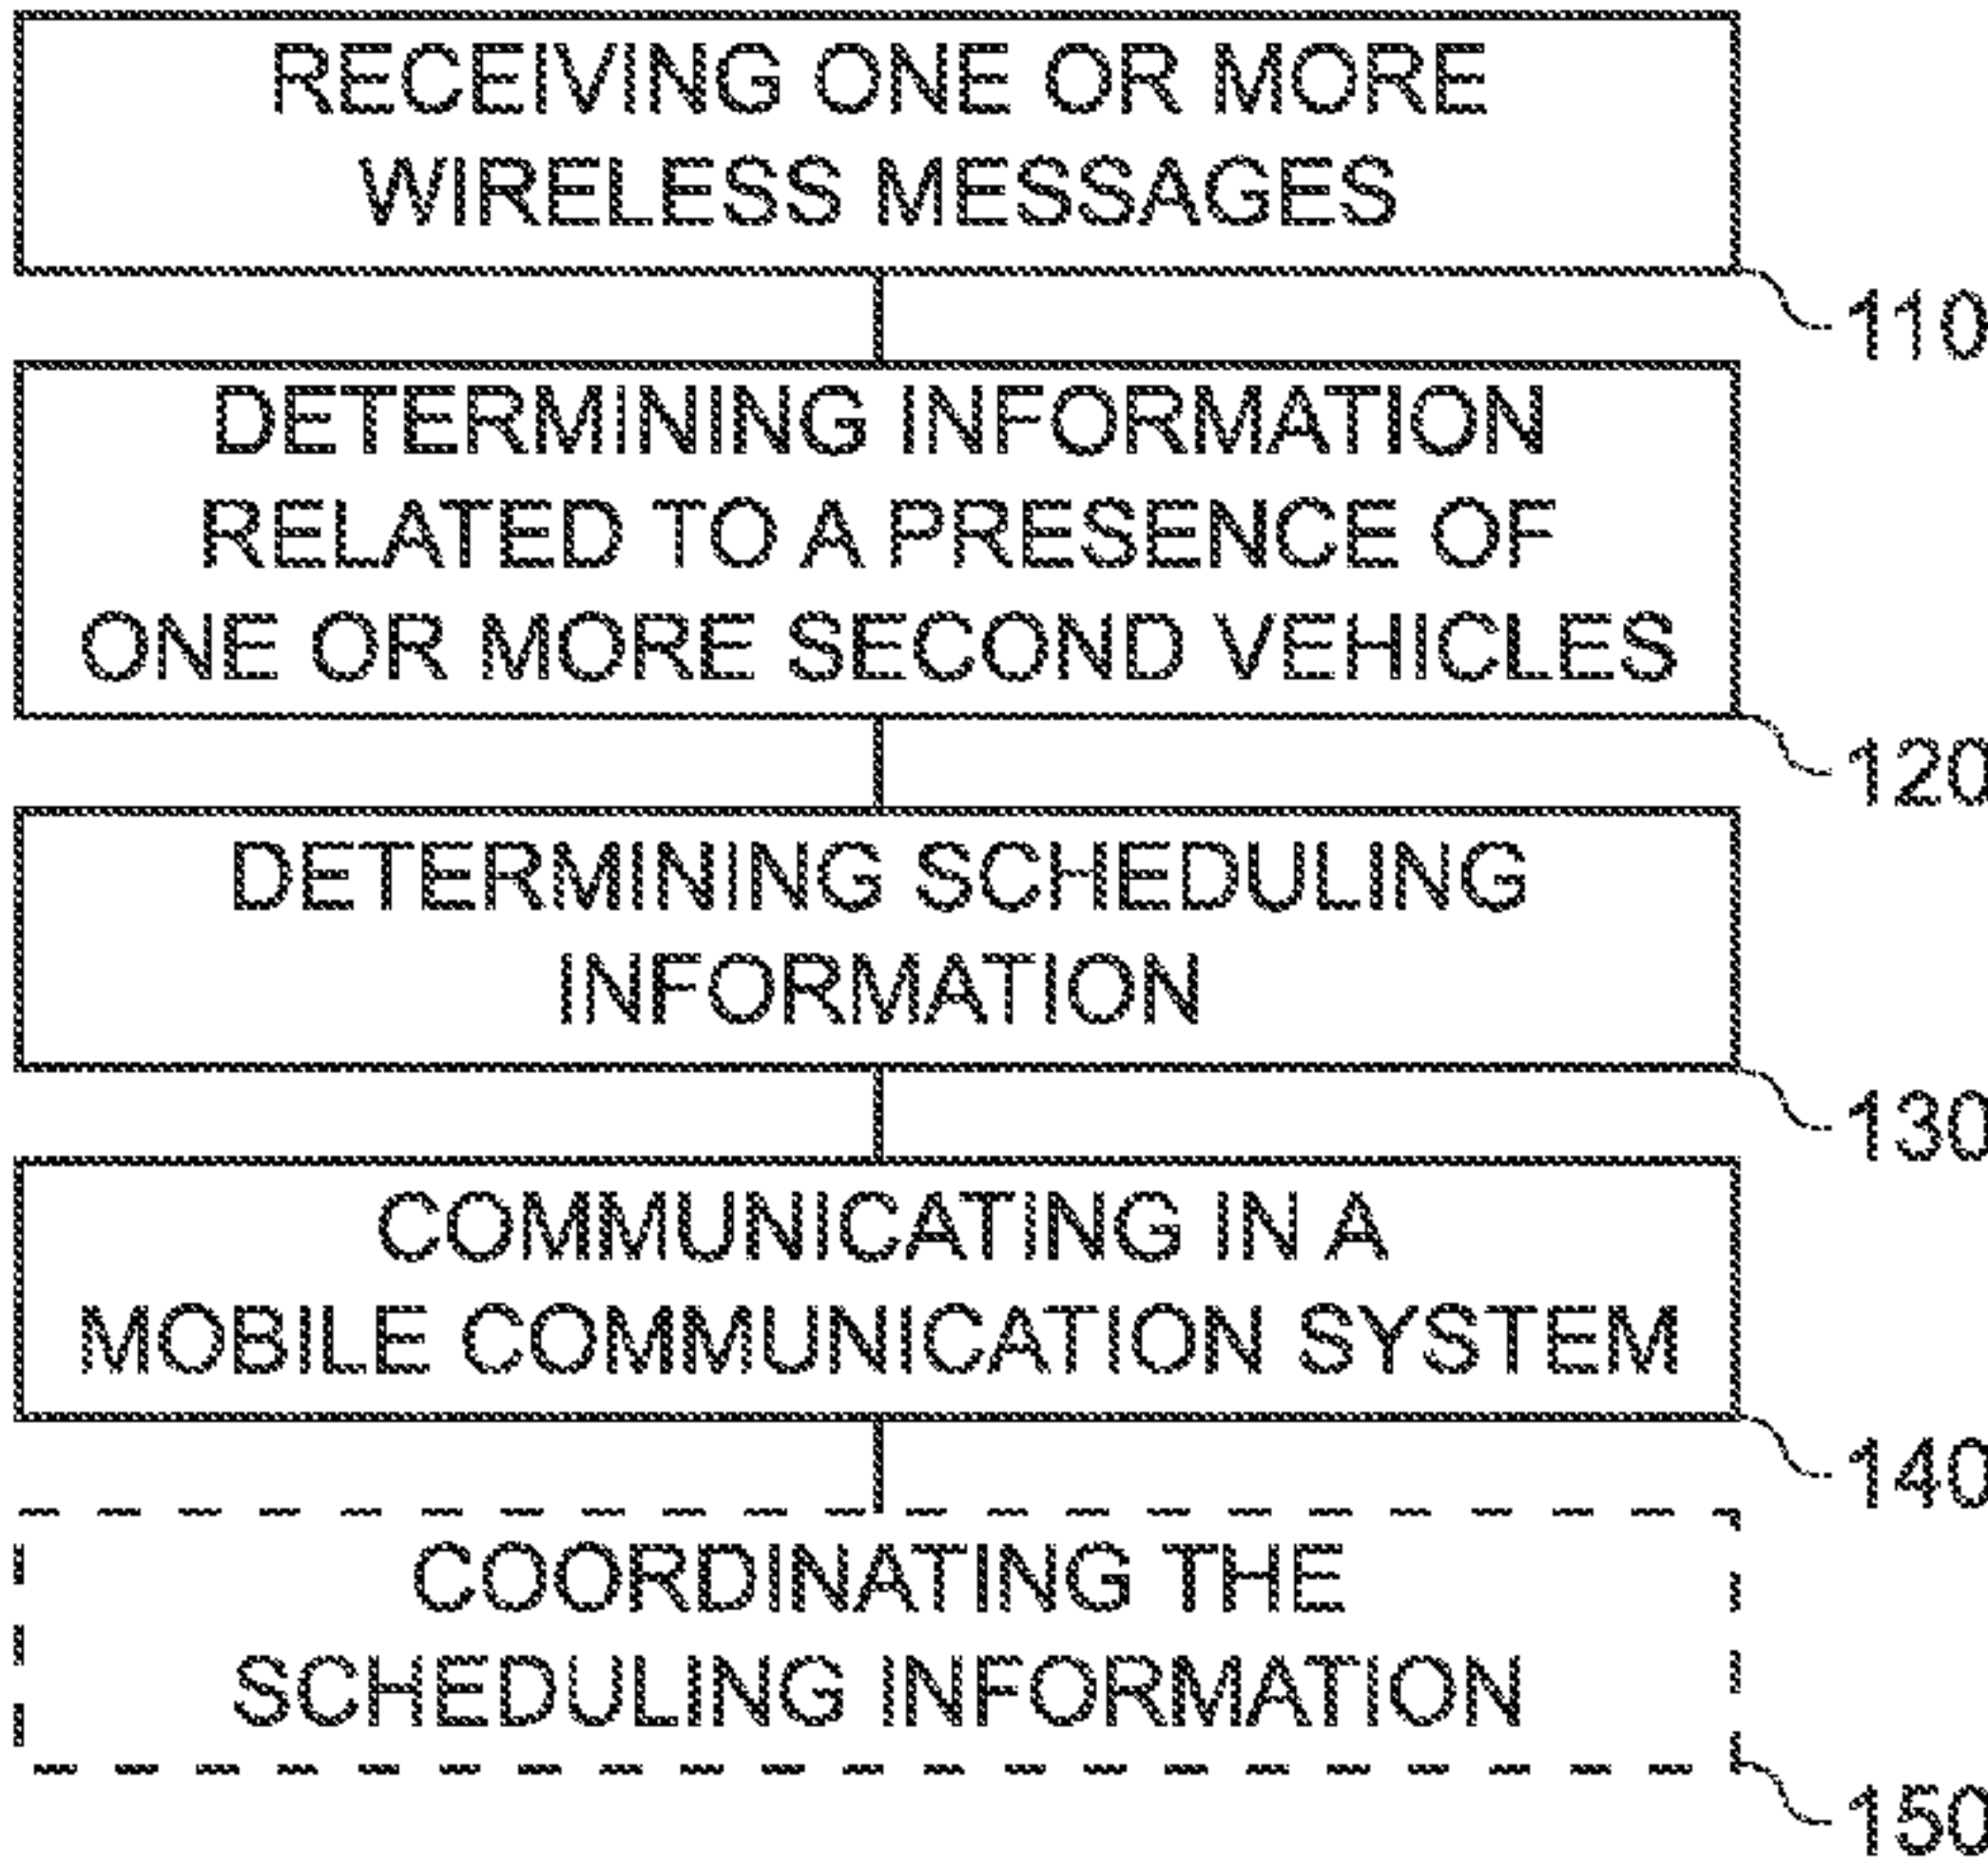 RECEIVING ONE OR MORE
WIRELESS MESSAGES
110
DETERMINING INFORMATION
RELATED TO A PRESENCE OF
ONE OR MORE SECOND VEHICLES
120
DETERMINING SCHEDULING
INFORMATION
130
COMMUNICATING IN A
MOBILE COMMUNICATION SYSTEM
140
COORDINATING THE
SCHEDULING INFORMATION
150